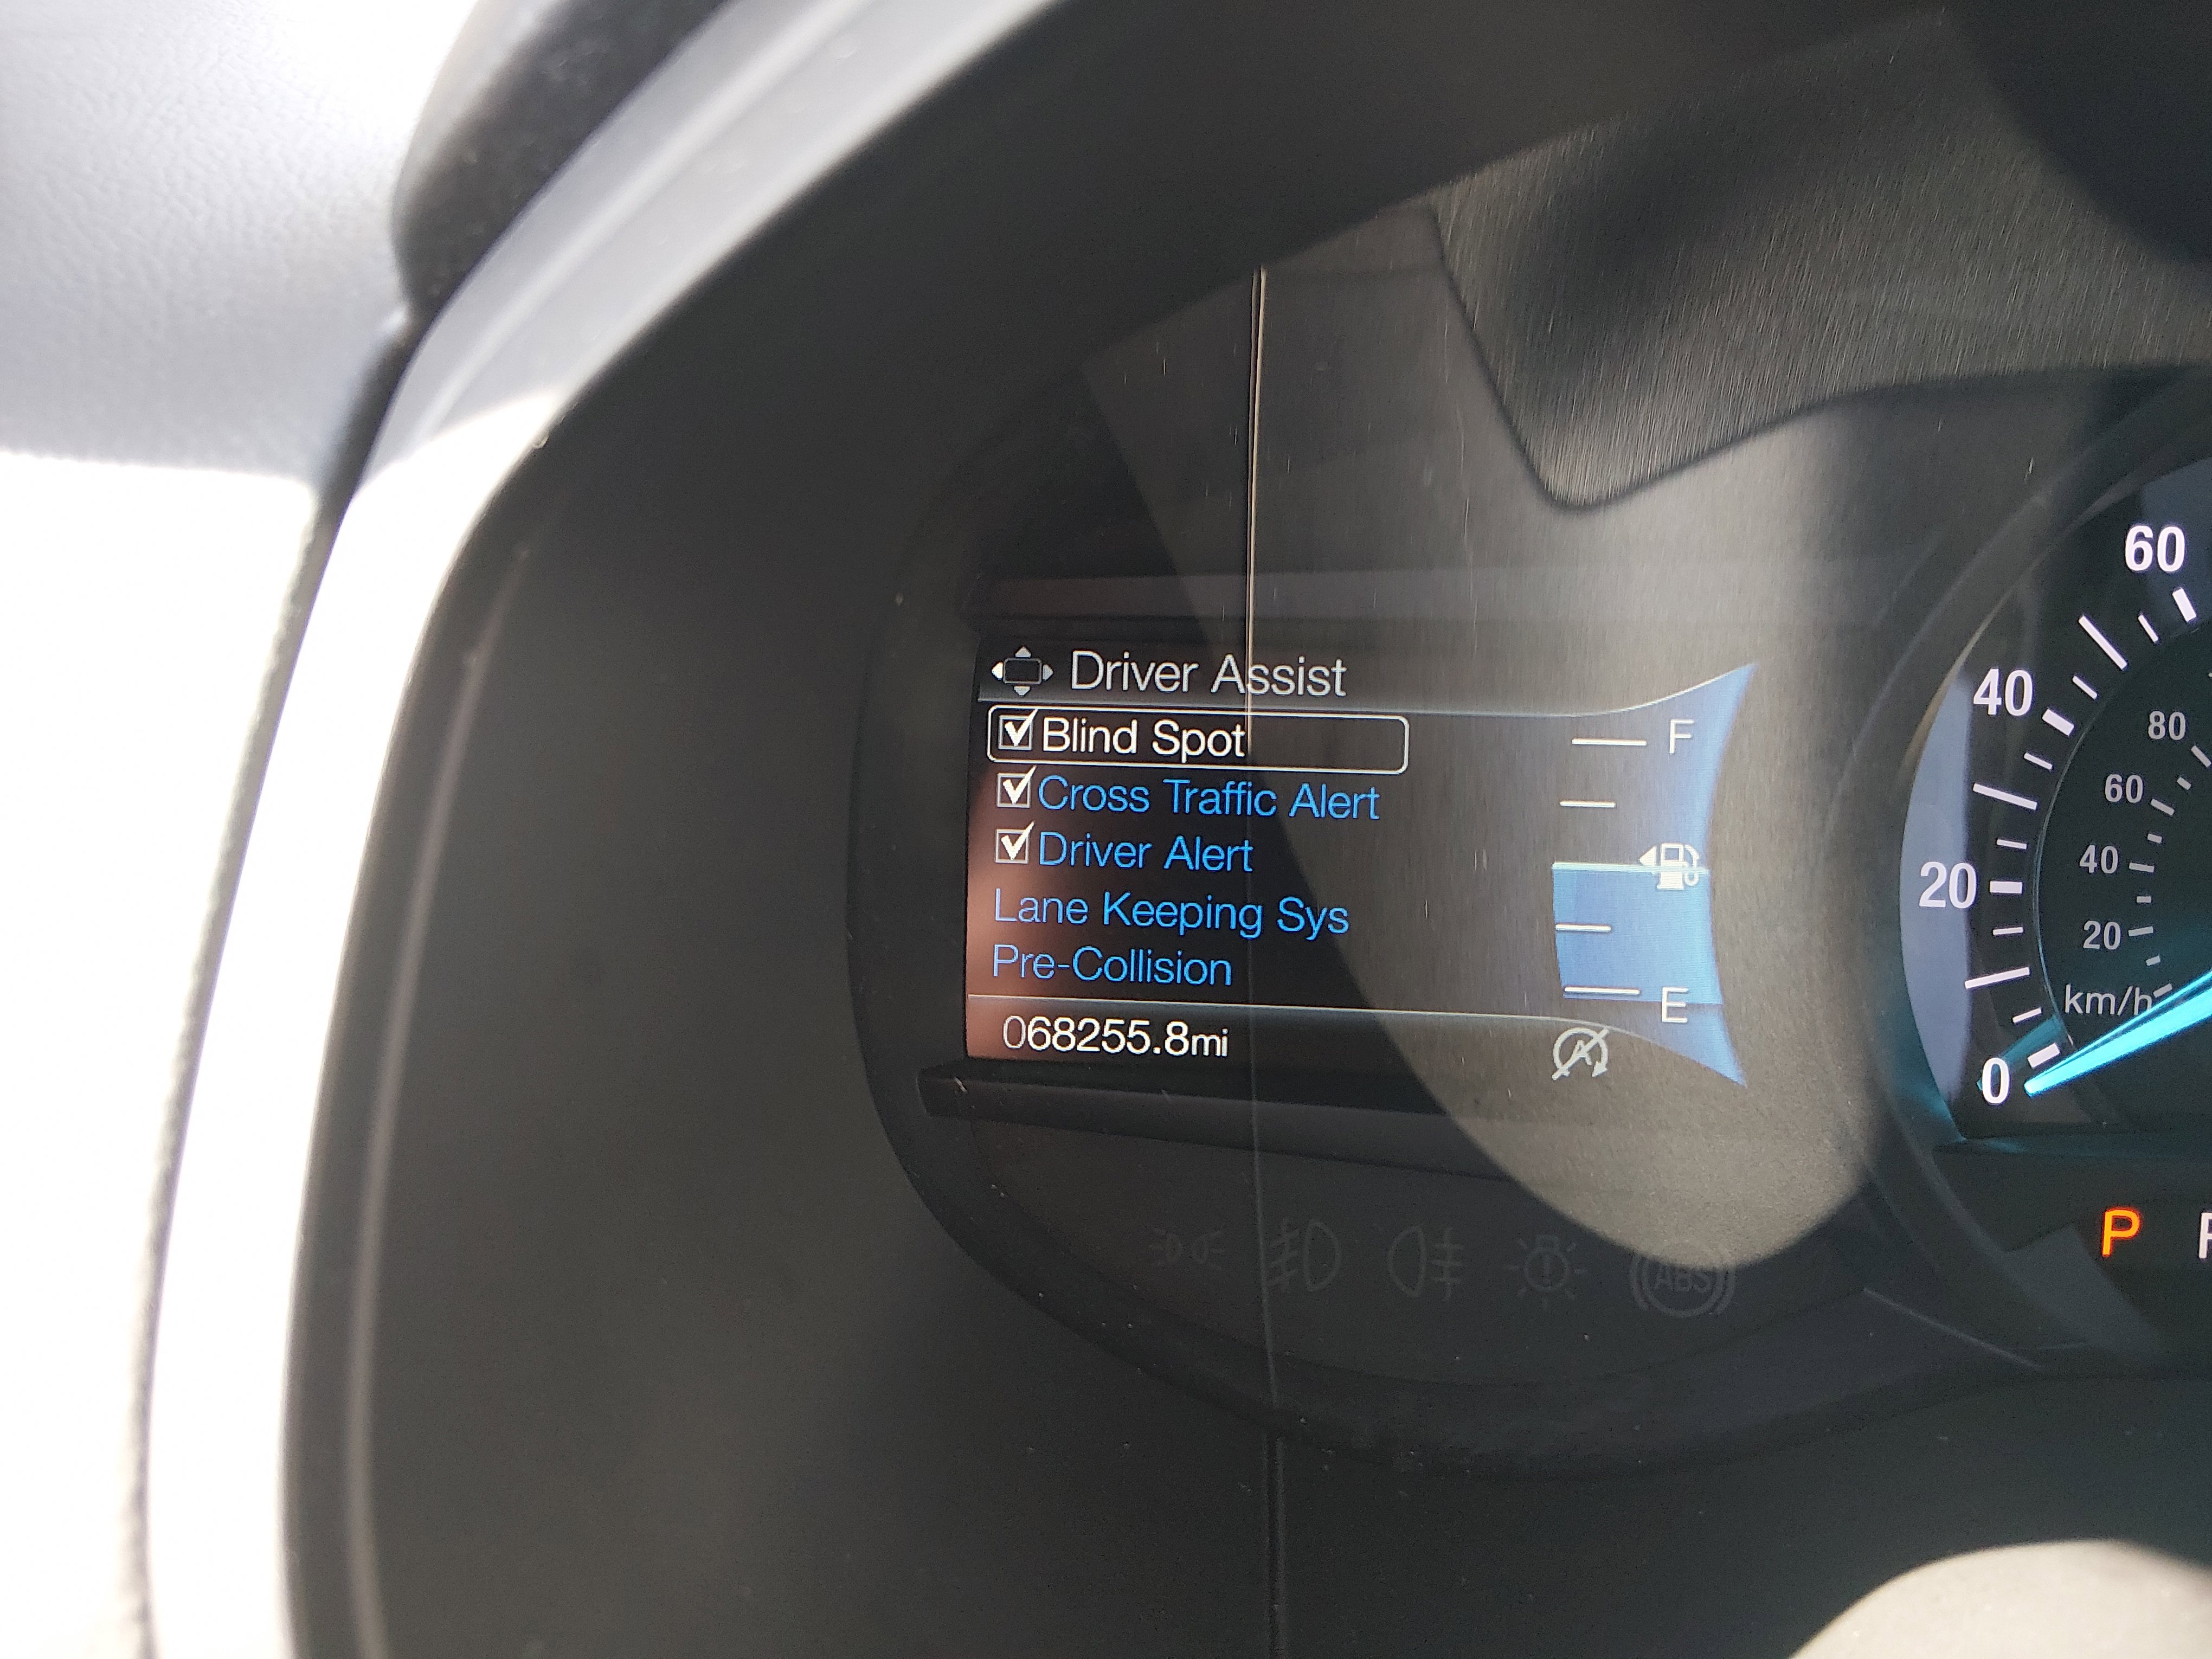 Driver Assist
Blind Spot
Cross Traffic Alert
Driver Alert
Lane Keeping Sys
Pre-Collision
068255.8mi
F
E
A
60
40
20
0
80
60
40
20
km/h
P
ABS